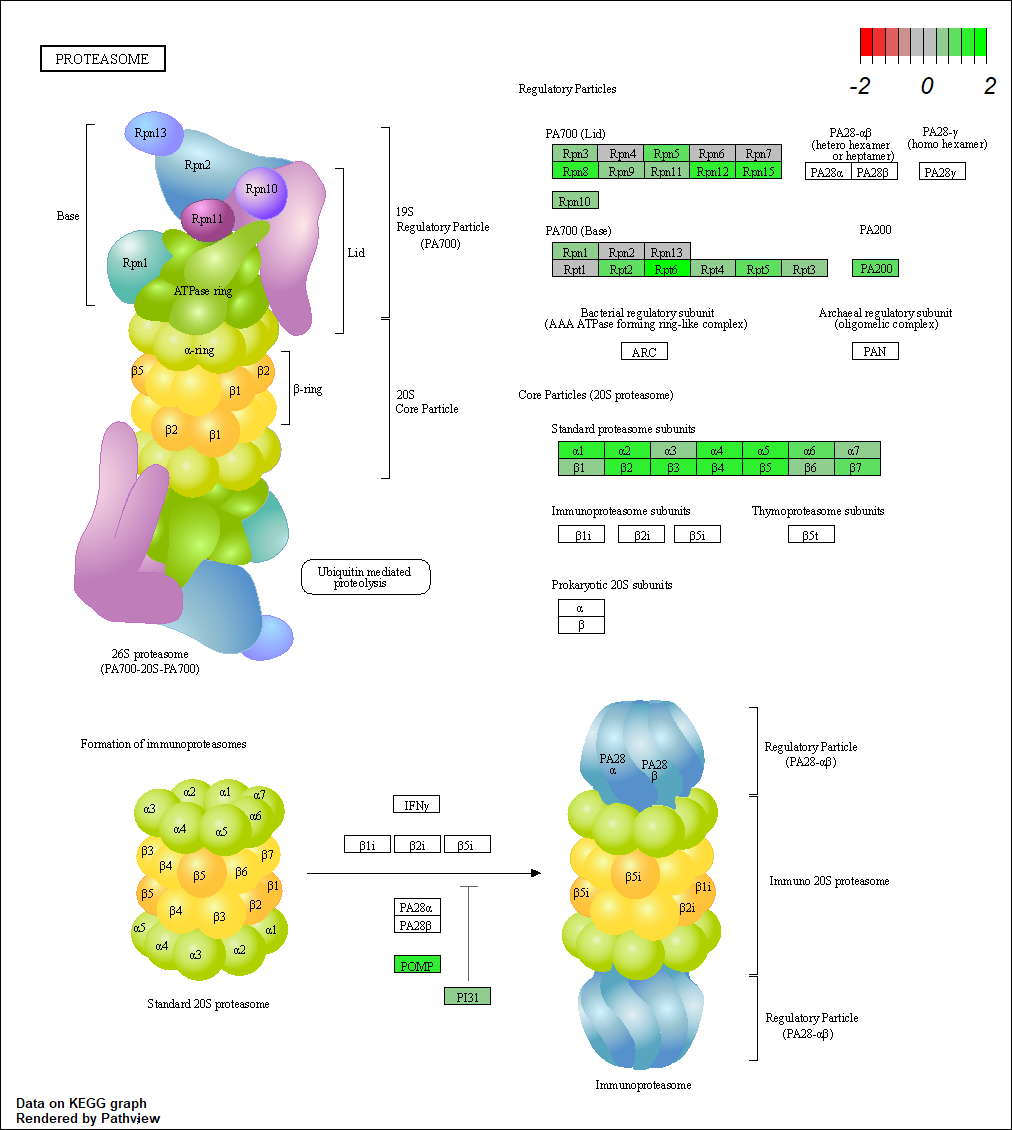 PROTEASOME
-2 0 2
Regulatory Particles
PA700 (Lid)
Rpn3 Rpn4 Rpn5 Rpn6 Rpn7
Rpn8 Rpn9 Rpn11 Rpn12 Rpn15
Rpn10
PA28-αβ
(hetero hexamer
or heptamer)
PA28α PA28β
PA28-γ
(homo hexamer)
PA28γ
PA700 (Base)
Rpn1 Rpn2 Rpn13
Rpt1 Rpt2 Rpt6 Rpt4 Rpt5 Rpt3
PA200
PA200
Bacterial regulatory subunit
(AAA ATPase forming ring-like complex)
ARC
Archaeal regulatory subunit
(oligomelic complex)
PAN
Core Particles (20S proteasome)
Standard proteasome subunits
α1 α2 α3 α4 α5 α6 α7
β1 β2 β3 β4 β5 β6 β7
Immunoproteasome subunits
β1i β2i β5i
Thymoproteasome subunits
β5t
Prokaryotic 20S subunits
α
β
Rpn13
Rpn2
Rpn10
Rpn11
Rpn1
ATPase ring
Base
Lid
19S
Regulatory Particle
(PA700)
α-ring
β5 β2
β1
β-ring
β2 β1
20S
Core Particle
Ubiquitin mediated
proteolysis
26S proteasome
(PA700-20S-PA700)
Formation of immunoproteasomes
α2 α1 α7
α3 α6
α4 α5
β3 β7
β4 β5 β6
β5 β1
β4 β3 β2
α5 α1
α4 α3 α2
Standard 20S proteasome
IFNγ
β1i β2i β5i
PA28α
PA28β
POMP
PI31
PA28
α
PA28
β
β5i
β5i β1i
β2i
Immunoproteasome
Regulatory Particle
(PA28-αβ)
Immuno 20S proteasome
Regulatory Particle
(PA28-αβ)
Data on KEGG graph
Rendered by Pathview